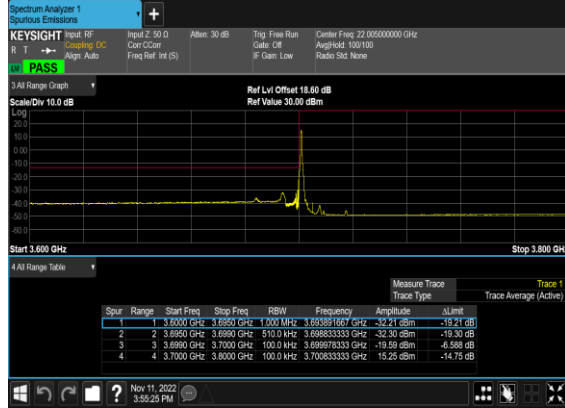 Spectrum Analyzer 1
Spurious Emissions
+
KEYSIGHT Input: RF Input Z: 50 Ω Atten: 30 dB Trig: Free Run Center Freq: 22.005000000 GHz
R T Coupling: DC Corr CCorr Gate: Off Avg|Hold: 100/100
Align: Auto Freq Ref: Int (S) IF Gain: Low Radio Std: None
PASS
3 All Range Graph
Ref Lvl Offset 18.60 dB
Scale/Div 10.0 dB Ref Value 30.00 dBm
Log
20.0
10.0
0.00
-10.0
-20.0
-30.0
-40.0
-50.0
-60.0
Start 3.600 GHz Stop 3.800 GH
4 All Range Table
Measure Trace Trace 1
Trace Type Trace Average (Active)
Spur Range Start Freq Stop Freq RBW Frequency Amplitude ΔLimit
1 1 3.6000 GHz 3.6950 GHz 1.000 MHz 3.693891667 GHz -32.21 dBm -19.21 dB
2 2 3.6950 GHz 3.6990 GHz 510.0 kHz 3.698833333 GHz -32.30 dBm -19.30 dB
3 3 3.6990 GHz 3.7000 GHz 100.0 kHz 3.699978333 GHz -19.59 dBm -6.588 dB
4 4 3.7000 GHz 3.8000 GHz 100.0 kHz 3.700833333 GHz 15.25 dBm -14.75 dB
? Nov 11, 2022
3:55:25 PM